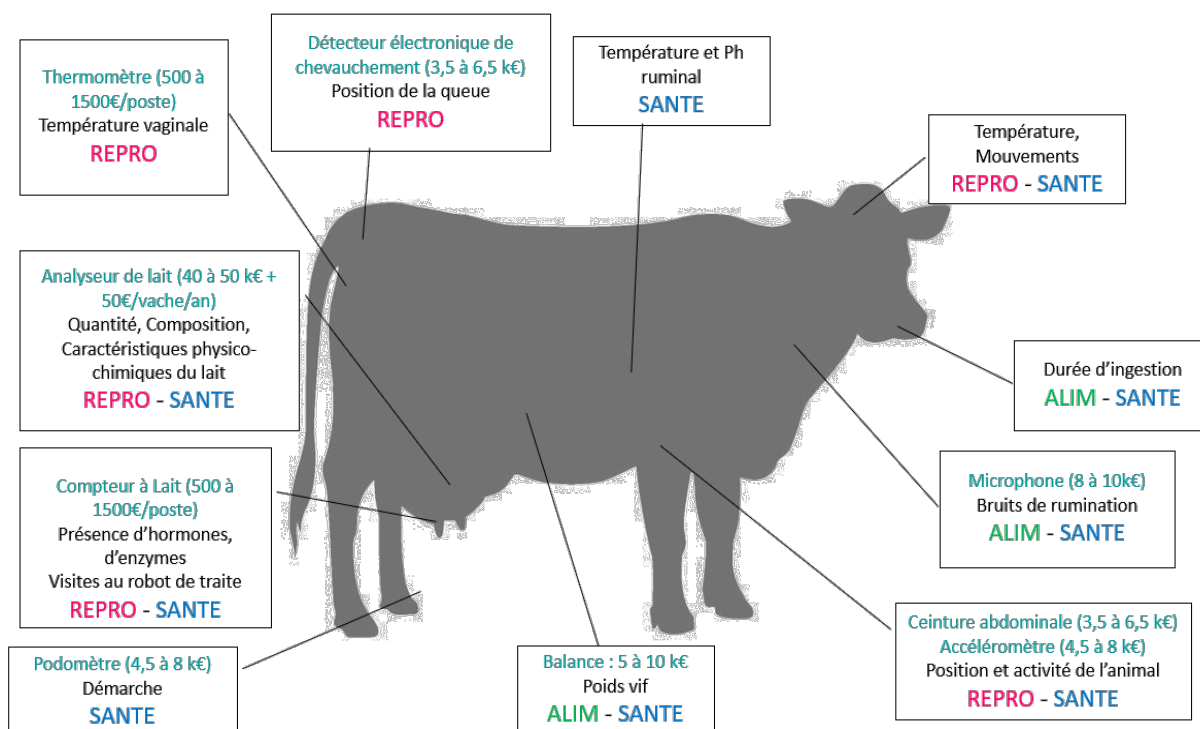 Thermomètre (500 à
1500€/poste)
Température vaginale
REPRO
Détecteur électronique de
chevauchement (3,5 à 6,5 k€)
Position de la queue
REPRO
Température et Ph
ruminal
SANTE
Température,
Mouvements
REPRO - SANTE
Analyseur de lait (40 à 50 k€ +
50€/vache/an)
Quantité, Composition,
Caractéristiques physico-
chimiques du lait
REPRO - SANTE
Durée d’ingestion
ALIM - SANTE
Compteur à Lait (500 à
1500€/poste)
Présence d’hormones,
d’enzymes
Visites au robot de traite
REPRO - SANTE
Microphone (8 à 10k€)
Bruits de rumination
ALIM - SANTE
Podomètre (4,5 à 8 k€)
Démarche
SANTE
Balance : 5 à 10 k€
Poids vif
ALIM - SANTE
Ceinture abdominale (3,5 à 6,5 k€)
Accéléromètre (4,5 à 8 k€)
Position et activité de l’animal
REPRO - SANTE